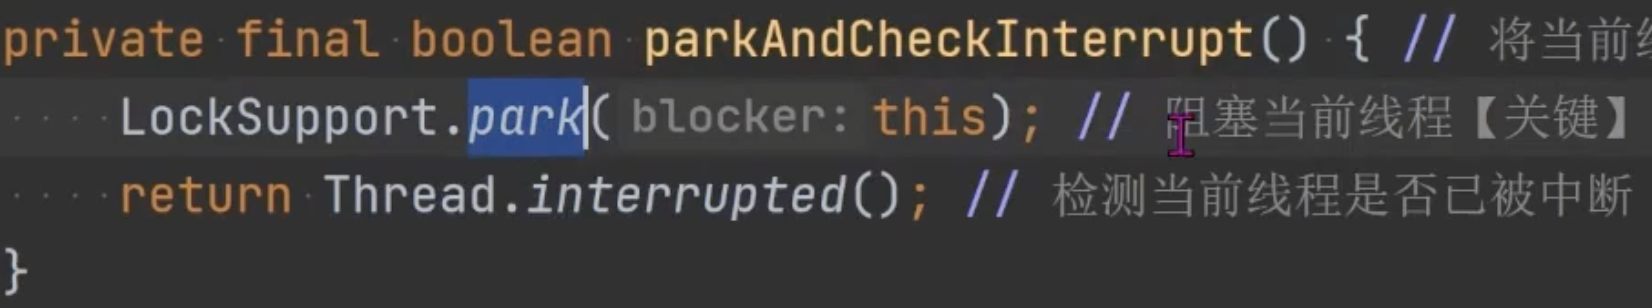 private final boolean parkAndCheckInterrupt() { // 将当前
LockSupport.park( blocker: this); // 阻塞当前线程【关键】
return Thread.interrupted(); // 检测当前线程是否已被中断
}